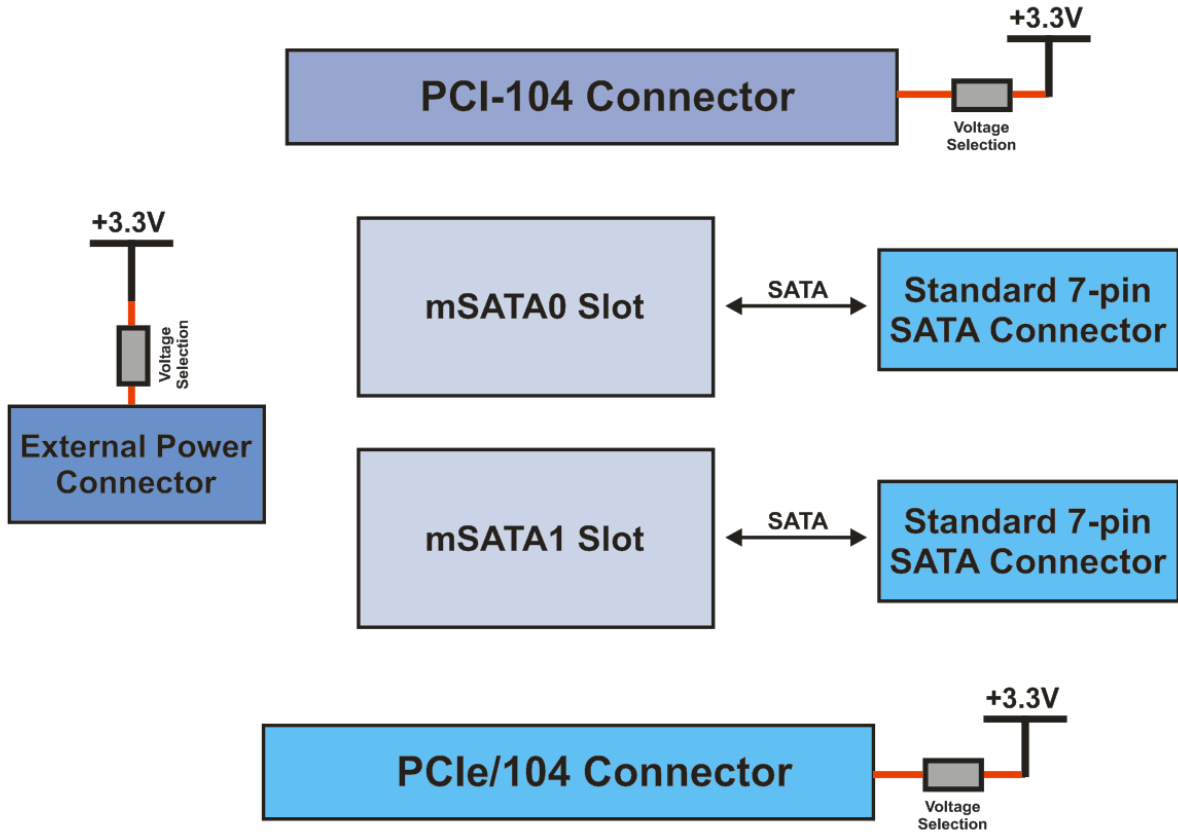 +3.3V
PCI-104 Connector
Voltage
Selection
+3.3V
Voltage
Selection
External Power
Connector
mSATA0 Slot
SATA
Standard 7-pin
SATA Connector
mSATA1 Slot
SATA
Standard 7-pin
SATA Connector
+3.3V
PCIe/104 Connector
Voltage
Selection